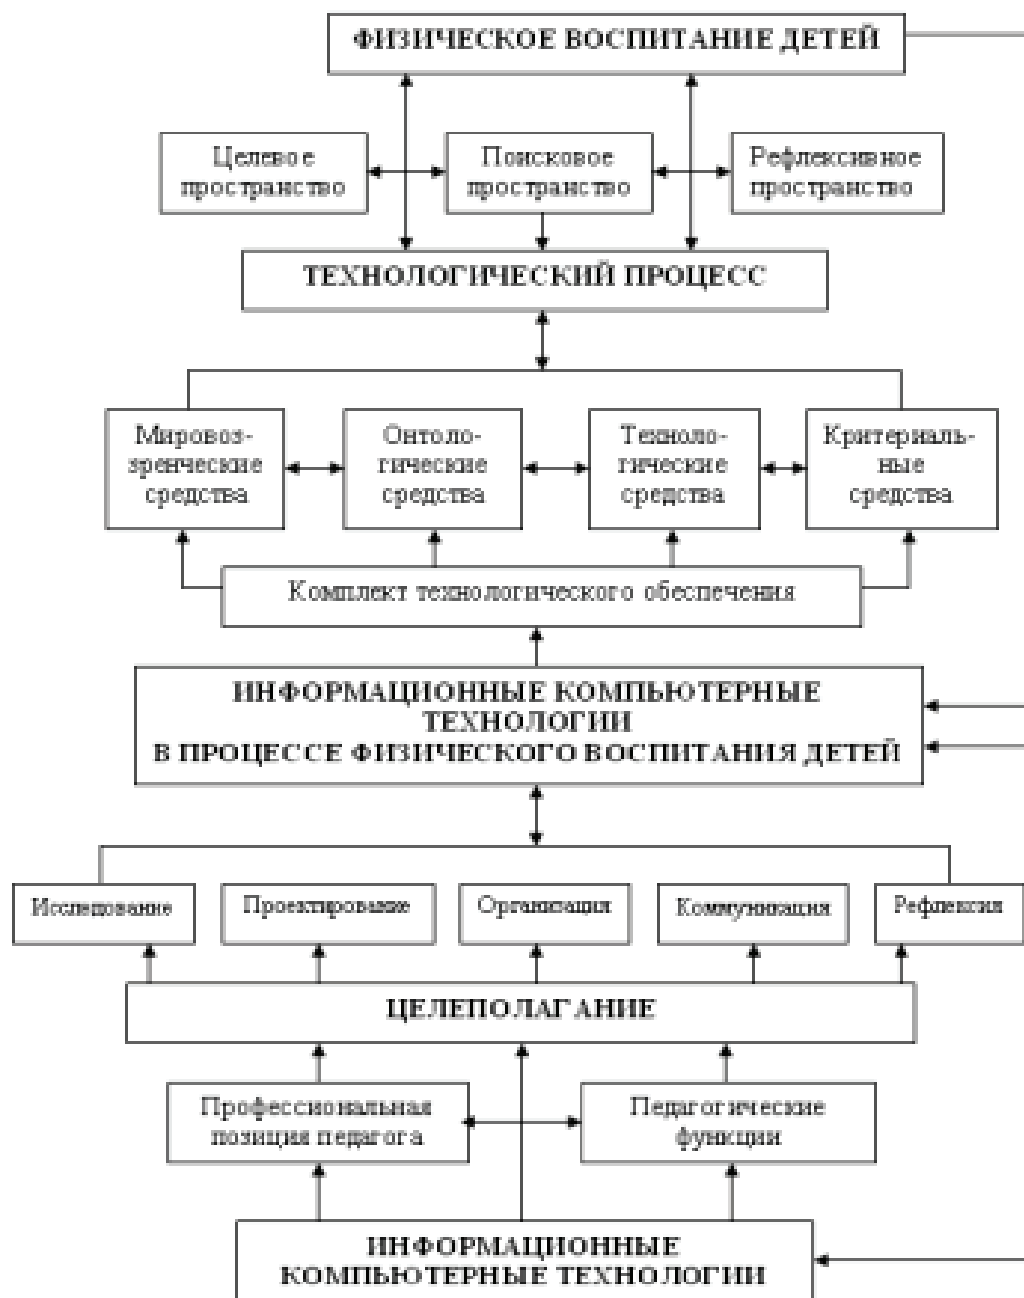 ФИЗИЧЕСКОЕ ВОСПИТАНИЕ ДЕТЕЙ
Целевое
пространство
Поисковое
пространство
Рефлексивное
пространство
ТЕХНОЛОГИЧЕСКИЙ ПРОЦЕСС
Мировоз-
зренческие
средства
Онтоло-
гические
средства
Техноло-
гические
средства
Критериаль-
ные
средства
Комплект технологического обеспечения
ИНФОРМАЦИОННЫЕ КОМПЬЮТЕРНЫЕ
ТЕХНОЛОГИИ
В ПРОЦЕССЕ ФИЗИЧЕСКОГО ВОСПИТАНИЯ ДЕТЕЙ
Исследование
Проектирование
Организация
Коммуникация
Рефлексия
ЦЕЛЕПОЛАГАНИЕ
Профессиональная
позиция педагога
Педагогические
функции
ИНФОРМАЦИОННЫЕ
КОМПЬЮТЕРНЫЕ ТЕХНОЛОГИИ